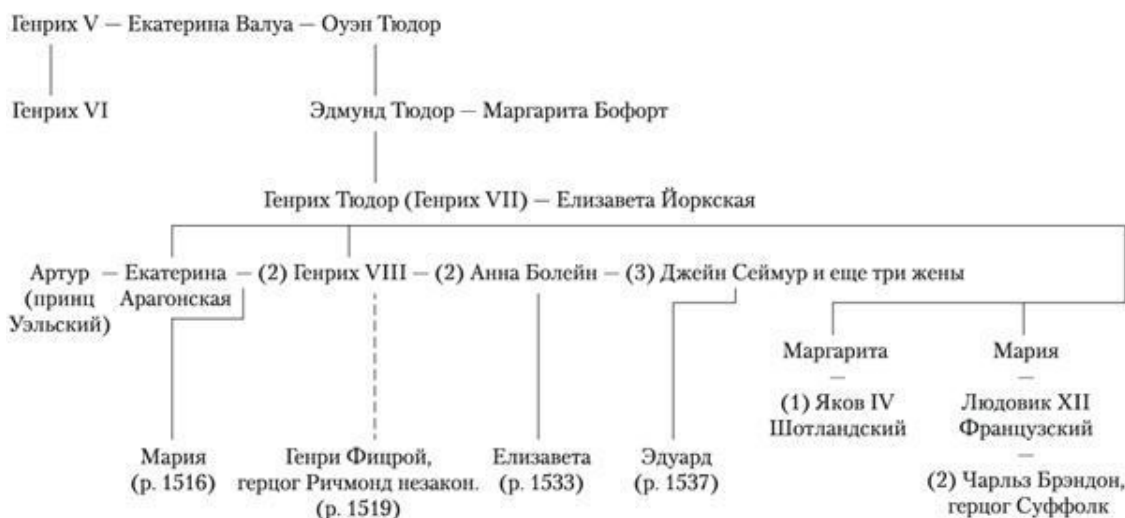 Генрих V — Екатерина Валуа — Оуэн Тюдор
Генрих VI
Эдмунд Тюдор — Маргарита Бофорт
Генрих Тюдор (Генрих VII) — Елизавета Йоркская
Артур — Екатерина — (2) Генрих VIII — (2) Анна Болейн — (3) Джейн Сеймур и еще три жены
(принц Арагонская
Уэльский)
Маргарита
—
(1) Яков IV
Шотландский
Мария
—
Людовик XII
Французский
—
(2) Чарльз Брэндон,
герцог Суффолк
Мария
(р. 1516)
Генри Фицрой,
герцог Ричмонд незакон.
(р. 1519)
Елизавета
(р. 1533)
Эдуард
(р. 1537)